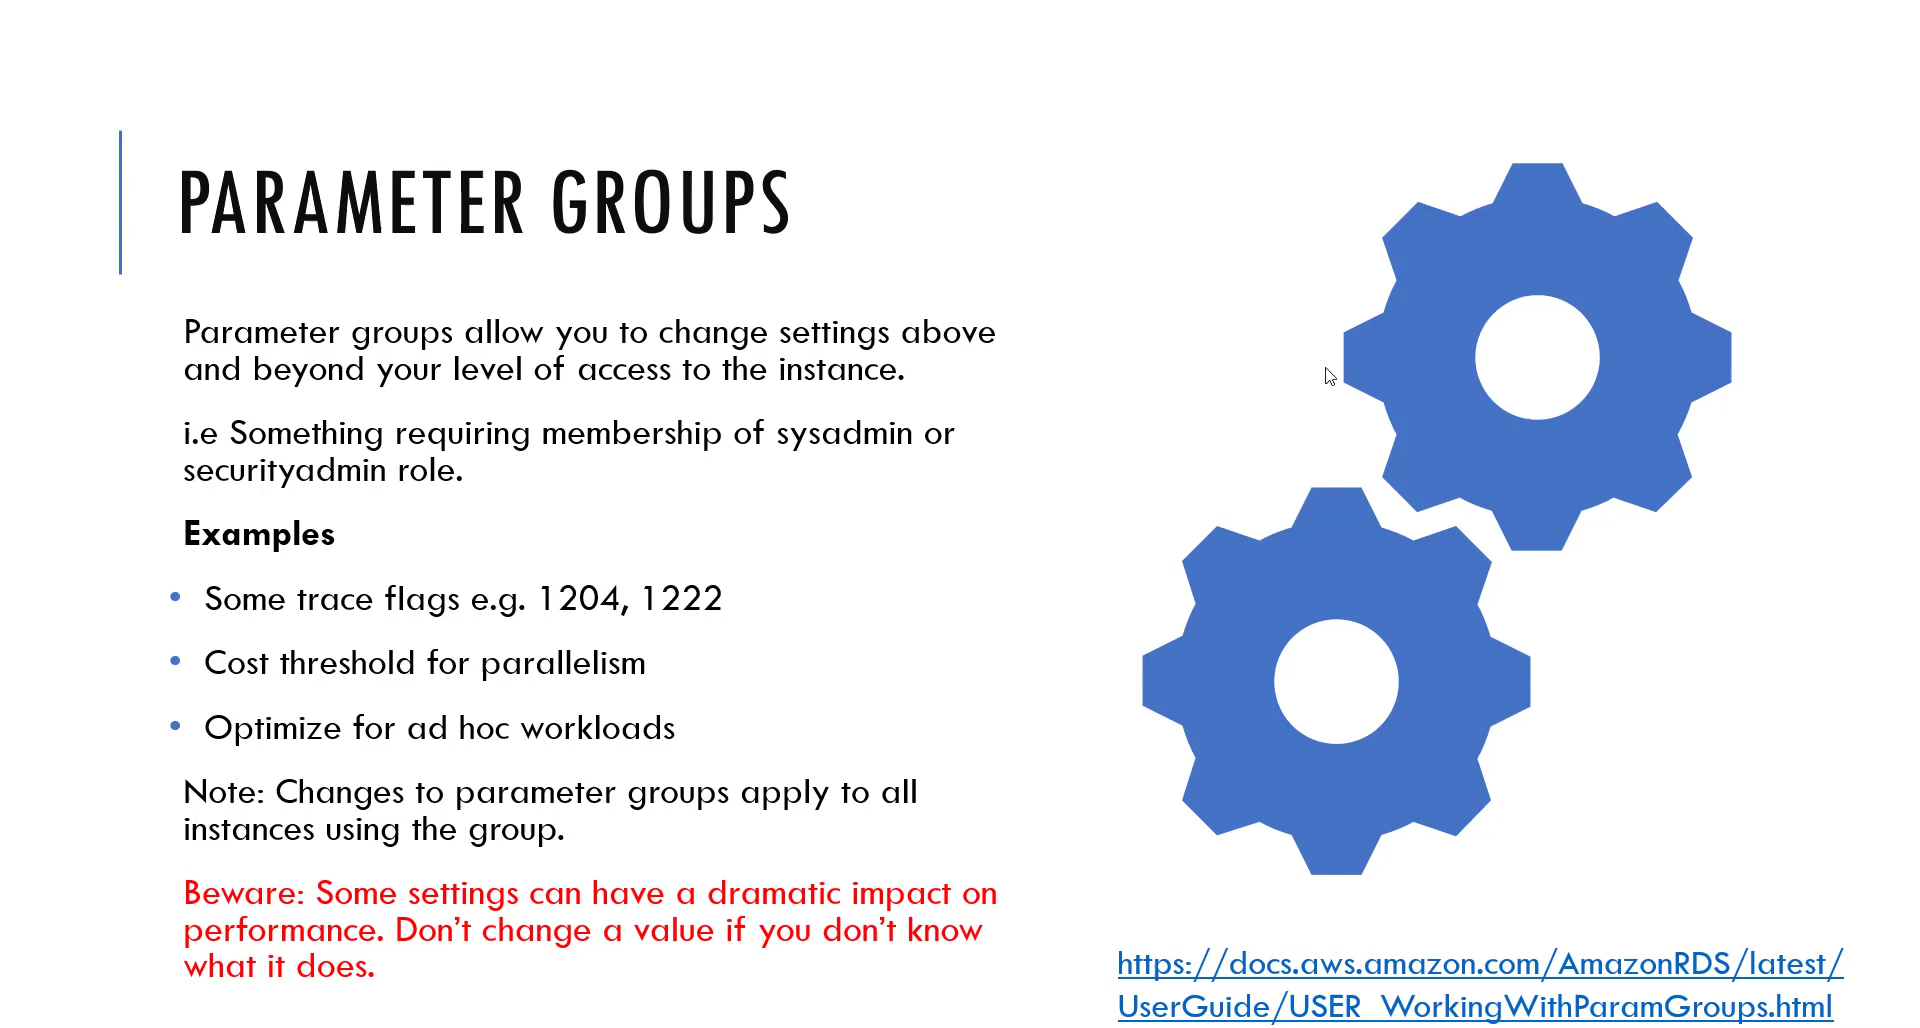 PARAMETER GROUPS
Parameter groups allow you to change settings above
and beyond your level of access to the instance.
i.e Something requiring membership of sysadmin or
securityadmin role.
Examples
• Some trace flags e.g. 1204, 1222
• Cost threshold for parallelism
• Optimize for ad hoc workloads
Note: Changes to parameter groups apply to all
instances using the group.
Beware: Some settings can have a dramatic impact on
performance. Don’t change a value if you don’t know
what it does.
https://docs.aws.amazon.com/AmazonRDS/latest/
UserGuide/USER_WorkingWithParamGroups.html